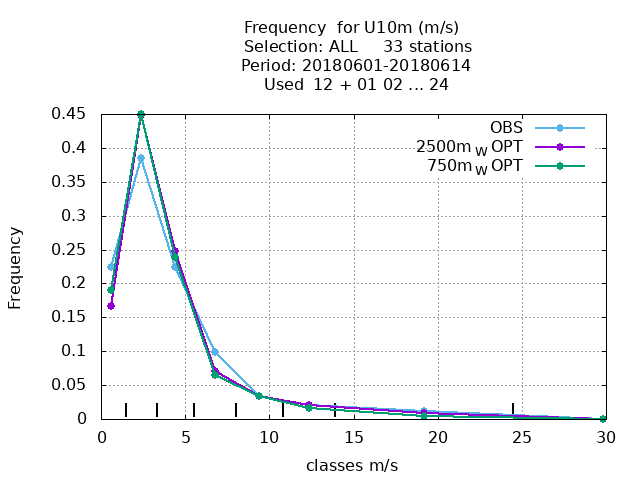 Frequency  for U10m (m/s)
Selection: ALL     33 stations
Period: 20180601-20180614
Used  12 + 01 02 ... 24
OBS
2500m_W OPT
750m_W OPT
0.45
0.4
0.35
0.3
0.25
0.2
0.15
0.1
0.05
0
Frequency
0 5 10 15 20 25 30
classes m/s